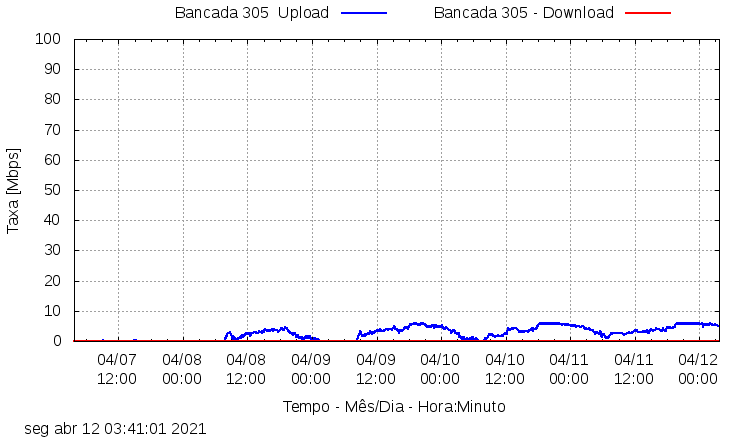 Bancada 305  Upload    Bancada 305 - Download
100
90
80
70
60
50
40
30
20
10
0
Taxa [Mbps]
04/07 04/08 04/08 04/09 04/09 04/10 04/10 04/11 04/11 04/12
12:00 00:00 12:00 00:00 12:00 00:00 12:00 00:00 12:00 00:00
Tempo - Mês/Dia - Hora:Minuto
seg abr 12 03:41:01 2021